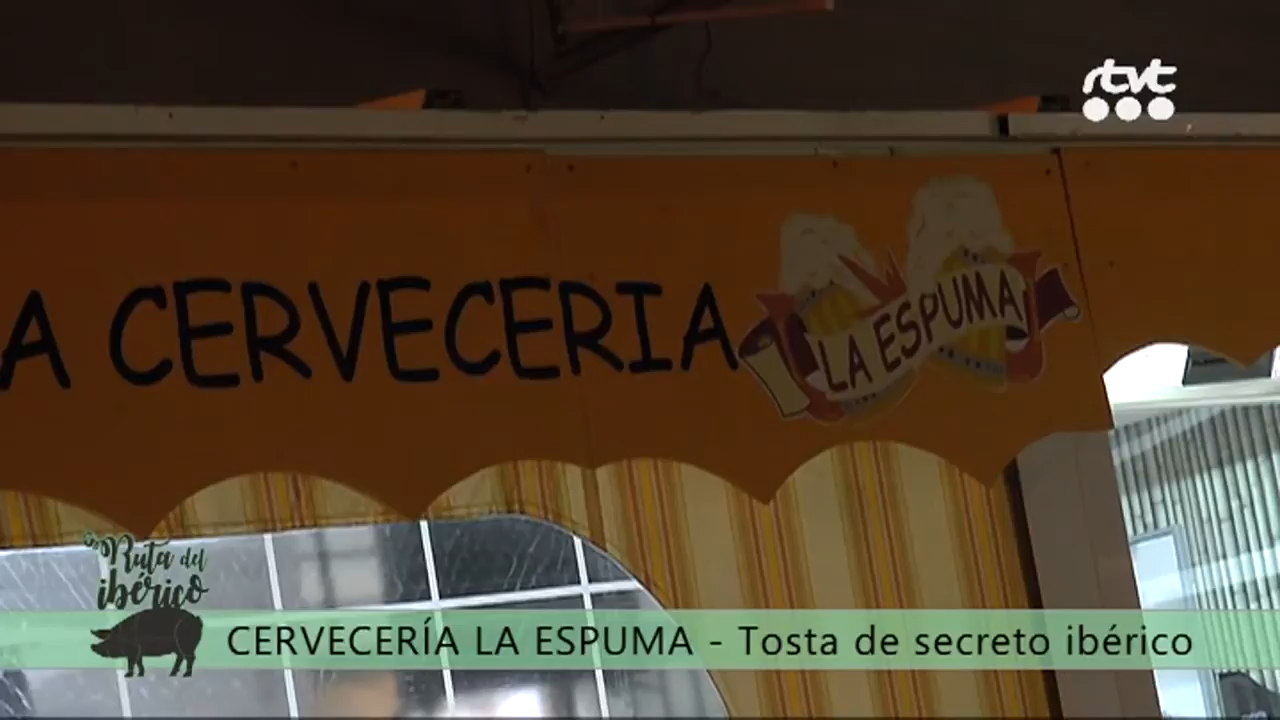 rtvt
A CERVECERIA
LA ESPUMA
Ruta del
ibérico
CERVECERÍA LA ESPUMA - Tosta de secreto ibérico